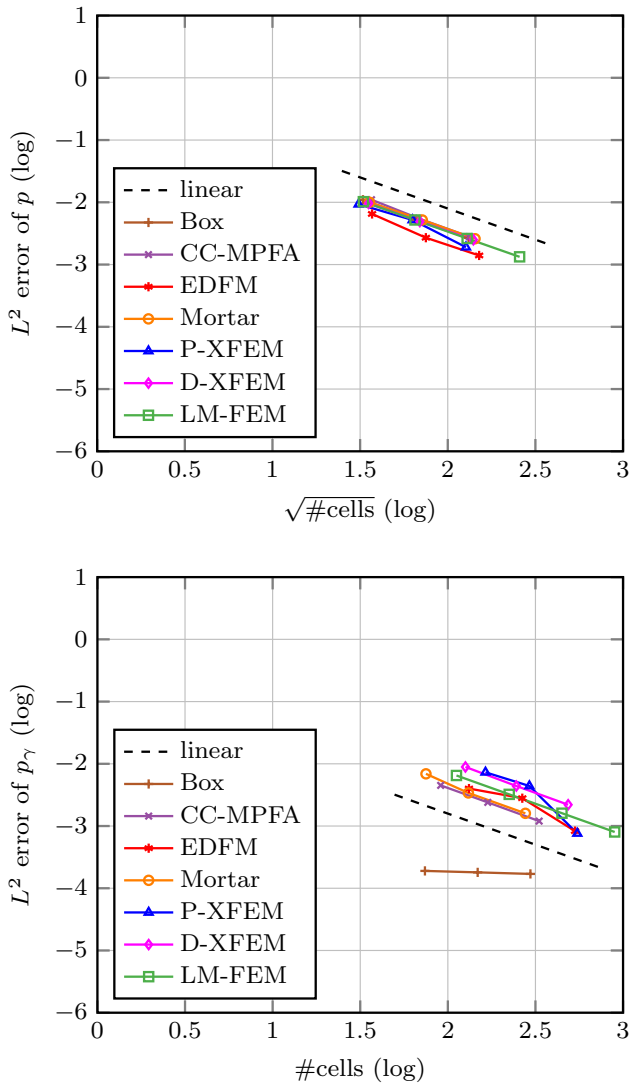 1
0
−1
−2
−3
−4
−5
−6
L² error of p (log)
linear
Box
CC-MPFA
EDFM
Mortar
P-XFEM
D-XFEM
LM-FEM
0
0.5
1
1.5
2
2.5
3
√#cells (log)
1
0
−1
−2
−3
−4
−5
−6
L² error of pγ (log)
linear
Box
CC-MPFA
EDFM
Mortar
P-XFEM
D-XFEM
LM-FEM
0
0.5
1
1.5
2
2.5
3
#cells (log)